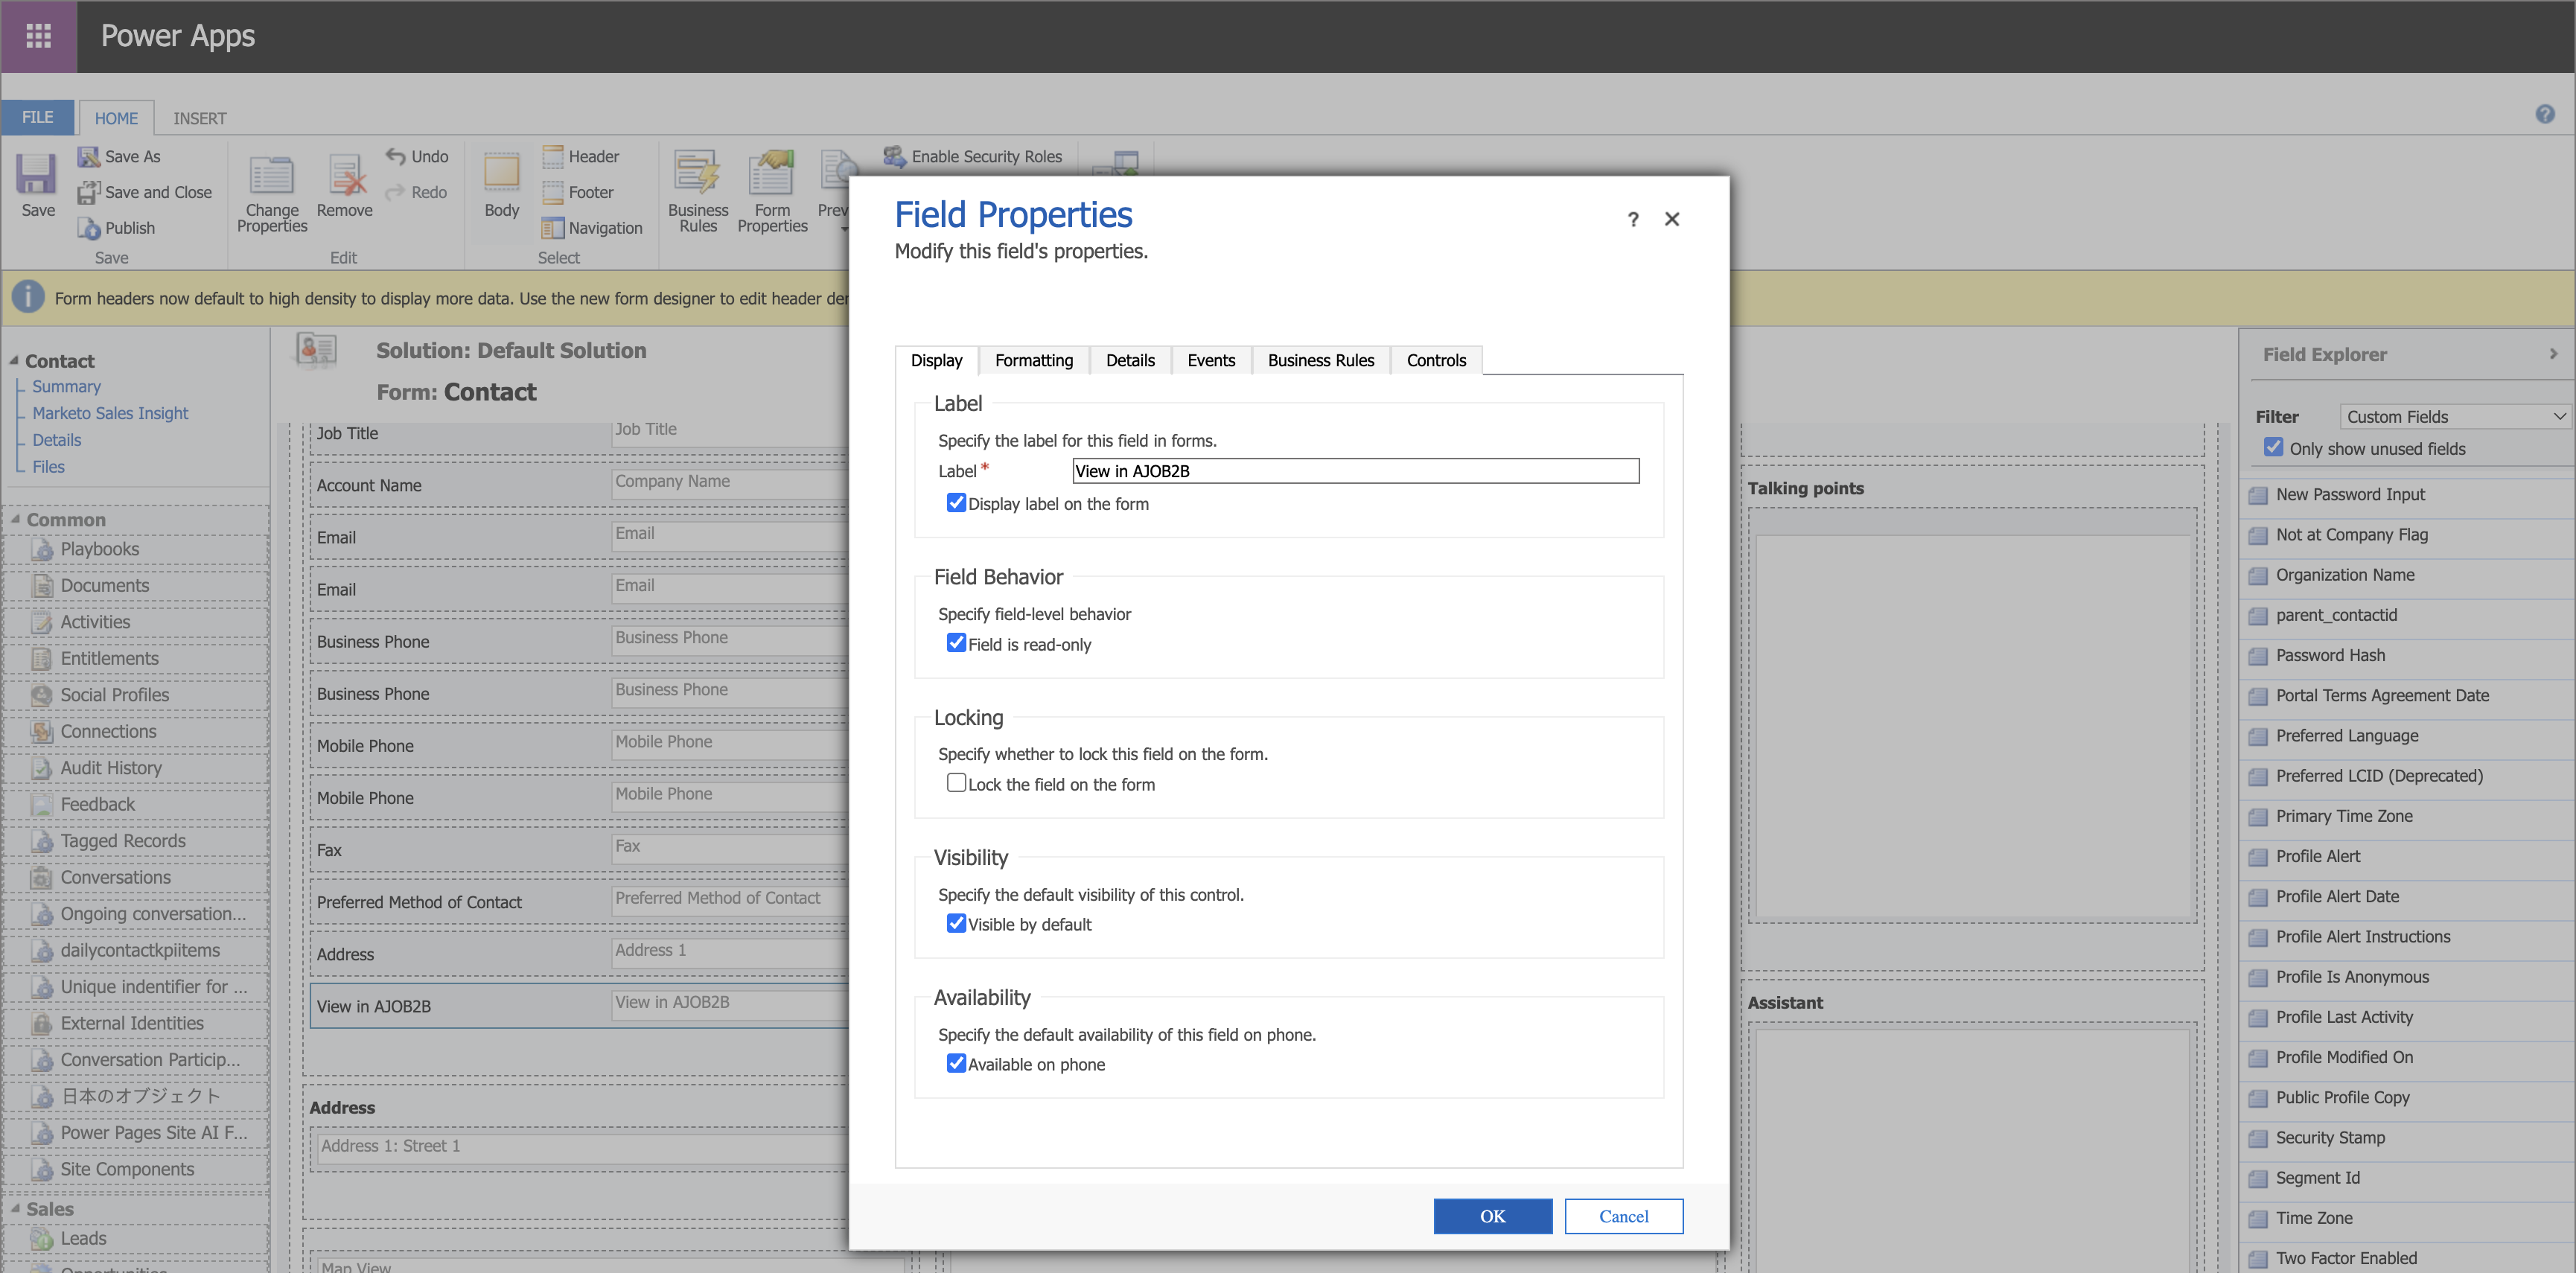 Power Apps
FILE
HOME
INSERT
Save
Save As
Save and Close
Publish
Save
Change
Properties
Remove
Undo
Redo
Edit
Body
Header
Footer
Navigation
Select
Business
Rules
Form
Properties
Prev
Enable Security Roles
Form headers now default to high density to display more data. Use the new form designer to edit header der
Contact
Summary
Marketo Sales Insight
Details
Files
Common
Playbooks
Documents
Activities
Entitlements
Social Profiles
Connections
Audit History
Feedback
Tagged Records
Conversations
Ongoing conversation...
dailycontactkpiitems
Unique indentifier for ...
External Identities
Conversation Particip...
日本のオブジェクト
Power Pages Site AI F...
Site Components
Sales
Leads
Opportunities
Solution: Default Solution
Form: Contact
Job Title Job Title
Account Name Company Name
Email Email
Email Email
Business Phone Business Phone
Business Phone Business Phone
Mobile Phone Mobile Phone
Mobile Phone Mobile Phone
Fax Fax
Preferred Method of Contact Preferred Method of Contact
Address Address 1
View in AJOB2B View in AJOB2B
Address
Address 1: Street 1
Map View
Field Properties
? ×
Modify this field's properties.
Display
Formatting
Details
Events
Business Rules
Controls
Label
Specify the label for this field in forms.
Label * View in AJOB2B
Display label on the form
Field Behavior
Specify field-level behavior
Field is read-only
Locking
Specify whether to lock this field on the form.
Lock the field on the form
Visibility
Specify the default visibility of this control.
Visible by default
Availability
Specify the default availability of this field on phone.
Available on phone
OK
Cancel
Talking points
Assistant
?
Field Explorer
Filter Custom Fields
Only show unused fields
New Password Input
Not at Company Flag
Organization Name
parent_contactid
Password Hash
Portal Terms Agreement Date
Preferred Language
Preferred LCID (Deprecated)
Primary Time Zone
Profile Alert
Profile Alert Date
Profile Alert Instructions
Profile Is Anonymous
Profile Last Activity
Profile Modified On
Public Profile Copy
Security Stamp
Segment Id
Time Zone
Two Factor Enabled